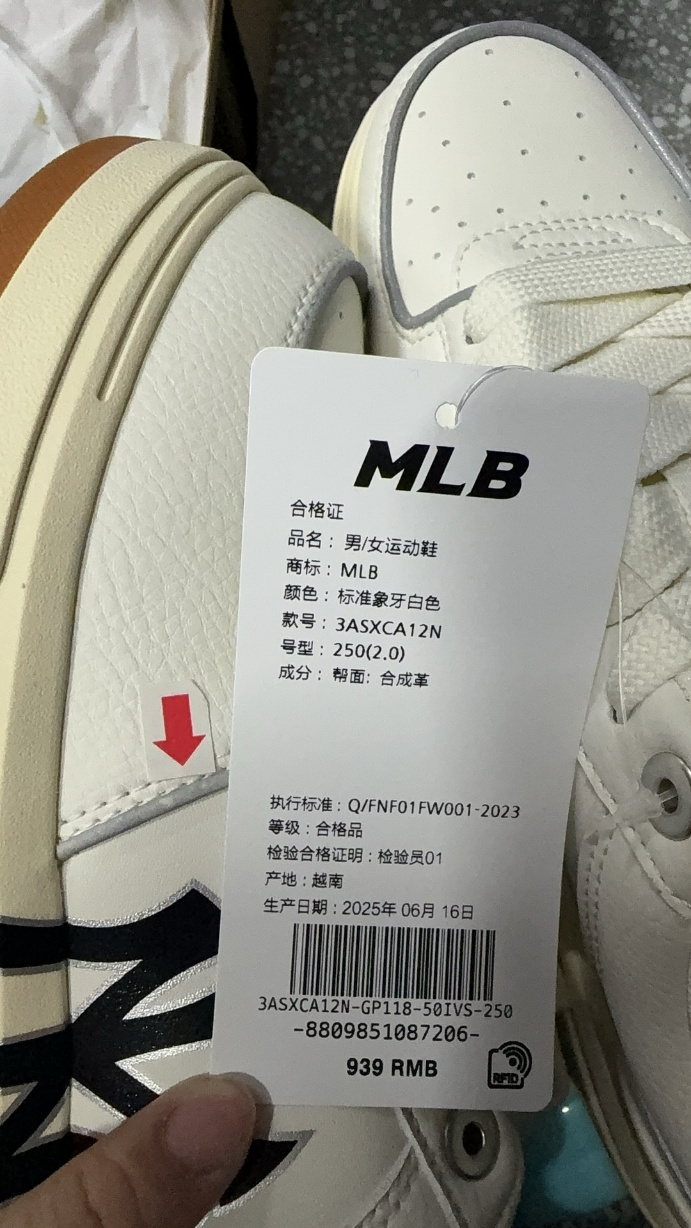 MLB
合格证
品名：男/女运动鞋
商标：MLB
颜色：标准象牙白色
款号：3ASXCA12N
号型：250(2.0)
成分：帮面：合成革
执行标准：Q/FNF01FW001-2023
等级：合格品
检验合格证明：检验员01
产地：越南
生产日期：2025年 06月 16日
3ASXCA12N-GP118-50IVS-250
-8809851087206-
939 RMB
RFID